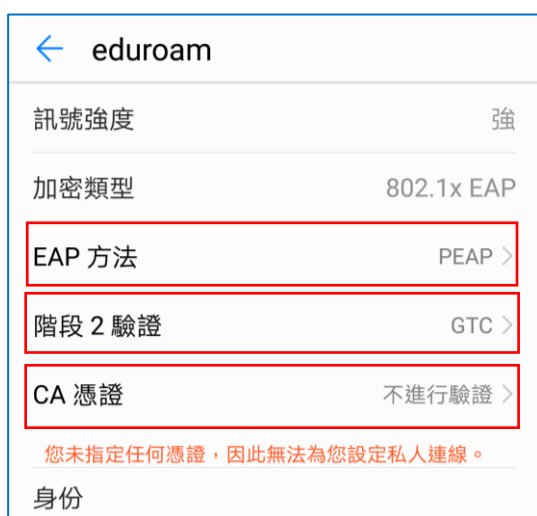 eduroam
訊號強度 強
加密類型 802.1x EAP
EAP 方法 PEAP
階段 2 驗證 GTC
CA 憑證 不進行驗證
您未指定任何憑證，因此無法為您設定私人連線。
身份